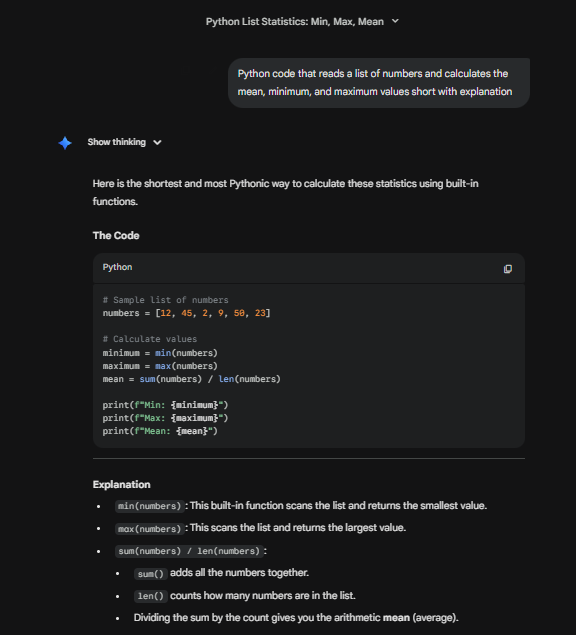 Python List Statistics: Min, Max, Mean
Python code that reads a list of numbers and calculates the
mean, minimum, and maximum values short with explanation
Show thinking
Here is the shortest and most Pythonic way to calculate these statistics using built-in
functions.
The Code
Python
# Sample list of numbers
numbers = [12, 45, 2, 9, 50, 23]
# Calculate values
minimum = min(numbers)
maximum = max(numbers)
mean = sum(numbers) / len(numbers)
print(f"Min: {minimum}")
print(f"Max: {maximum}")
print(f"Mean: {mean}")
Explanation
• min(numbers) : This built-in function scans the list and returns the smallest value.
• max(numbers) : This scans the list and returns the largest value.
• sum(numbers) / len(numbers) :
• sum() adds all the numbers together.
• len() counts how many numbers are in the list.
• Dividing the sum by the count gives you the arithmetic mean (average).